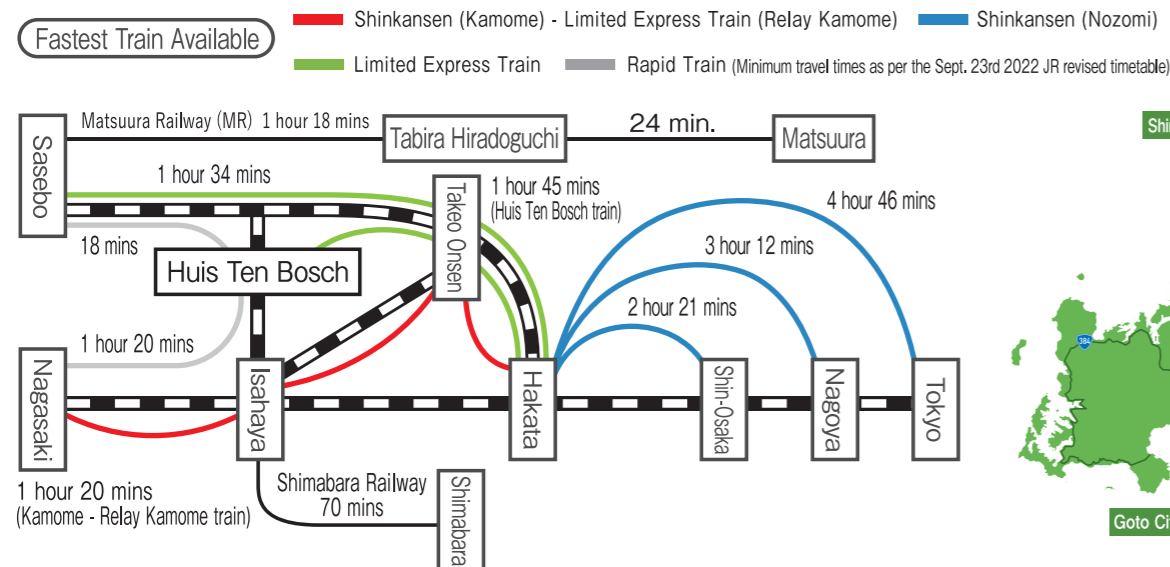 Fastest Train Available
Shinkansen (Kamome) - Limited Express Train (Relay Kamome)
Shinkansen (Nozomi)
Limited Express Train
Rapid Train (Minimum travel times as per the Sept. 23rd 2022 JR revised timetable)
Sasebo
Matsuura Railway (MR) 1 hour 18 mins
Tabira Hiradoguchi
24 min.
Matsuura
1 hour 34 mins
Takeo Onsen
1 hour 45 mins
(Huis Ten Bosch train)
4 hour 46 mins
18 mins
Huis Ten Bosch
3 hour 12 mins
2 hour 21 mins
1 hour 20 mins
384
Nagasaki
Isahaya
Hakata
Shin-Osaka
Nagoya
Tokyo
1 hour 20 mins
(Kamome - Relay Kamome train)
Shimabara Railway
70 mins
Shimabara